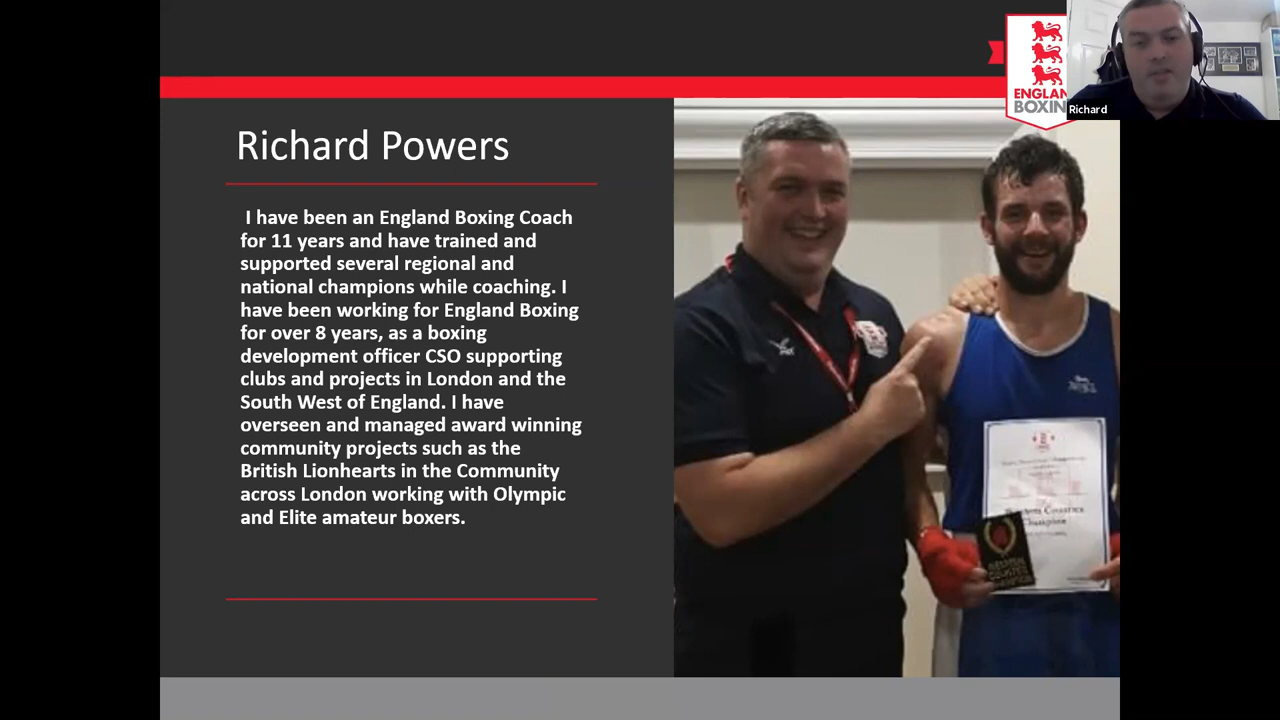 ENGLAN
BOXIN
Richard
Richard Powers
I have been an England Boxing Coach
for 11 years and have trained and
supported several regional and
national champions while coaching. I
have been working for England Boxing
for over 8 years, as a boxing
development officer CSO supporting
clubs and projects in London and the
South West of England. I have
overseen and managed award winning
community projects such as the
British Lionhearts in the Community
across London working with Olympic
and Elite amateur boxers.
Counties
Champion